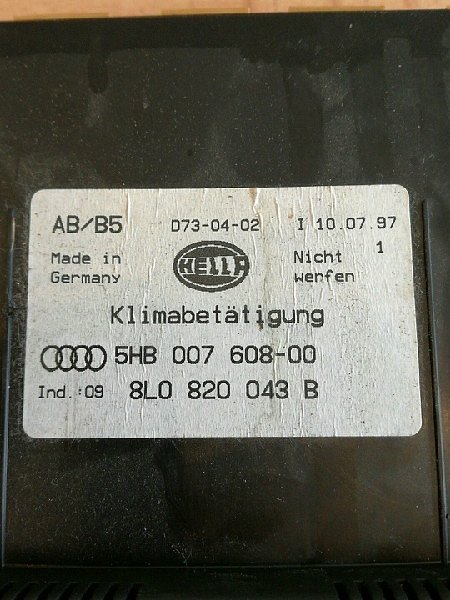 AB/B5 D73-04-02 I 10.07.97
Made in Germany HELLA Nicht werfen 1
Klimabetätigung
5HB 007 608-00
Ind.:09 8L0 820 043 B